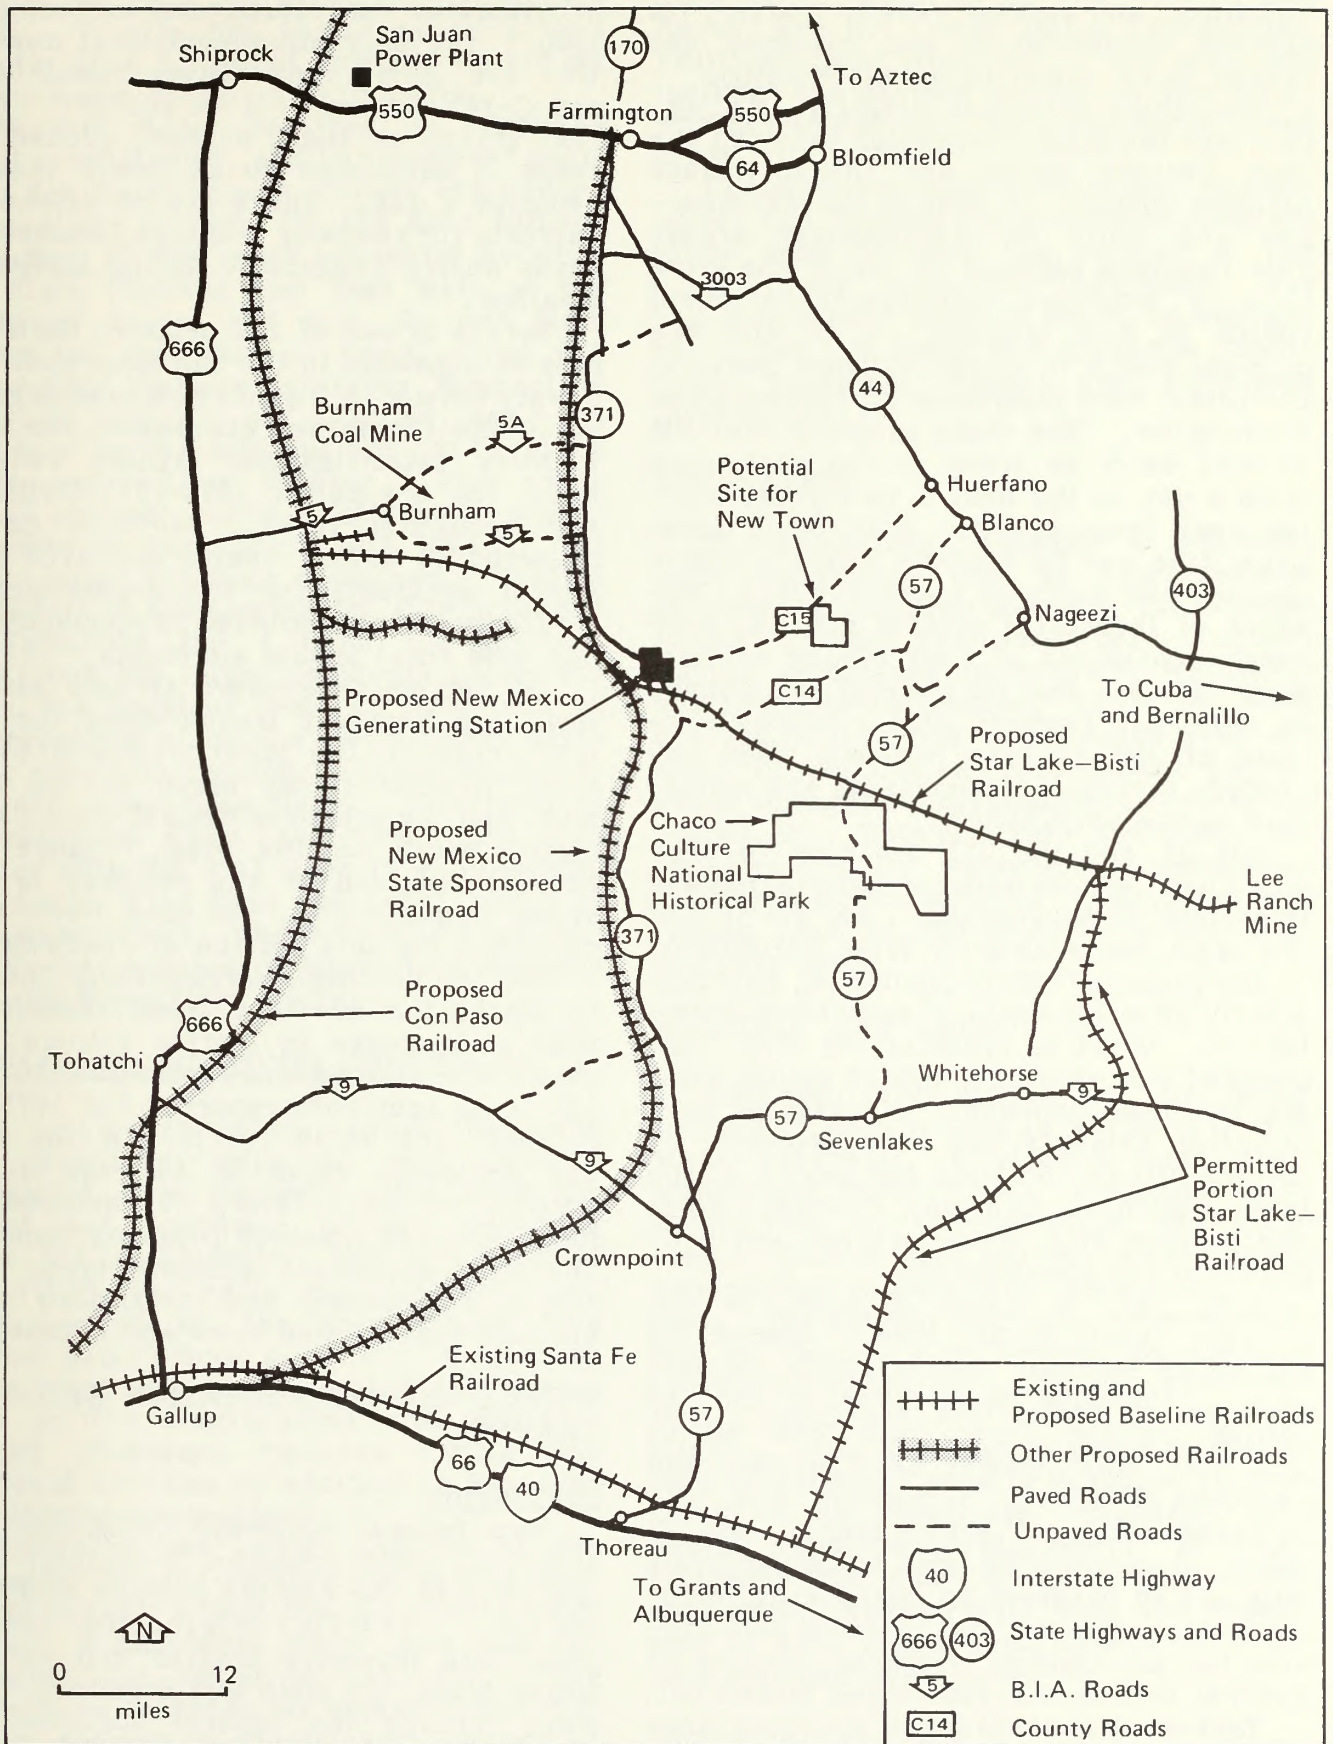 170
San Juan
Power Plant
Shiprock
To Aztec
550
Farmington
550
64
Bloomfield
3003
666
44
371
Burnham
Coal Mine
5A
Potential
Site for
New Town
Huerfano
Blanco
5
Burnham
5
57
403
C15
Nageezi
Proposed New Mexico
Generating Station
C14
To Cuba
and Bernalillo
57
Proposed
Star Lake—Bisti
Railroad
Proposed
New Mexico
State Sponsored
Railroad
Chaco
Culture
National
Historical Park
Lee
Ranch
Mine
371
57
Proposed
Con Paso
Railroad
666
Tohatchi
9
Whitehorse
9
57
Sevenlakes
9
Permitted
Portion
Star Lake—
Bisti
Railroad
Crownpoint
Existing Santa Fe
Railroad
Gallup
57
66
40
Thoreau
To Grants and
Albuquerque
N
0 12
miles
Existing and
Proposed Baseline Railroads
Other Proposed Railroads
Paved Roads
Unpaved Roads
40 Interstate Highway
666 403 State Highways and Roads
5 B.I.A. Roads
C14 County Roads